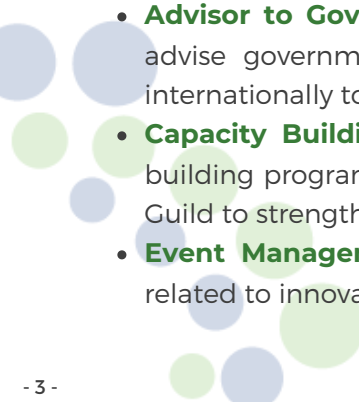 • Advisor to Gov
advise governm
internationally to
• Capacity Buildi
building program
Guild to strength
• Event Manager
related to innova
- 3 -